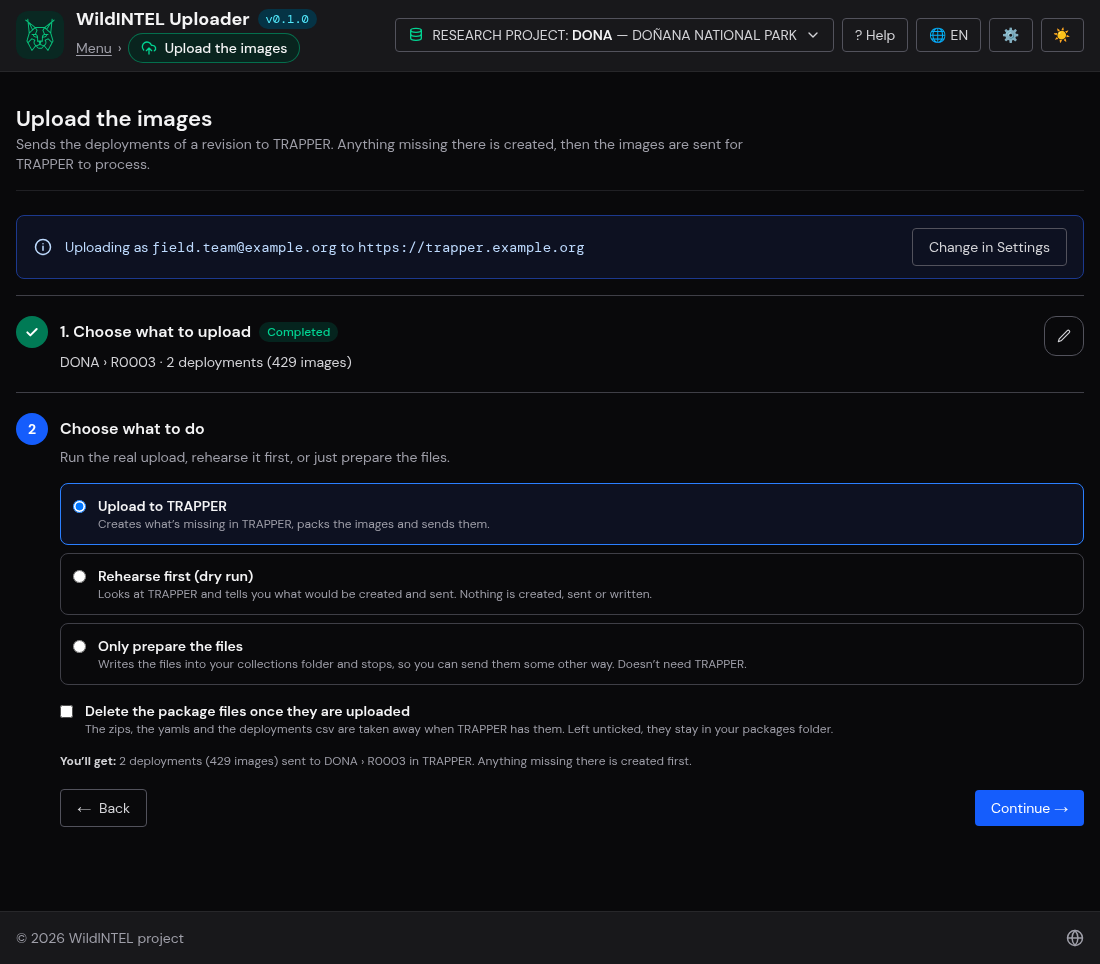 WildINTEL Uploader v0.1.0
Menu › Upload the images
RESEARCH PROJECT: DONA — DOÑANA NATIONAL PARK
? Help
EN
Upload the images
Sends the deployments of a revision to TRAPPER. Anything missing there is created, then the images are sent for
TRAPPER to process.
Uploading as field.team@example.org to https://trapper.example.org
Change in Settings
1. Choose what to upload Completed
DONA › R0003 · 2 deployments (429 images)
2 Choose what to do
Run the real upload, rehearse it first, or just prepare the files.
Upload to TRAPPER
Creates what’s missing in TRAPPER, packs the images and sends them.
Rehearse first (dry run)
Looks at TRAPPER and tells you what would be created and sent. Nothing is created, sent or written.
Only prepare the files
Writes the files into your collections folder and stops, so you can send them some other way. Doesn’t need TRAPPER.
Delete the package files once they are uploaded
The zips, the yamls and the deployments csv are taken away when TRAPPER has them. Left unticked, they stay in your packages folder.
You’ll get: 2 deployments (429 images) sent to DONA › R0003 in TRAPPER. Anything missing there is created first.
← Back
Continue →
© 2026 WildINTEL project